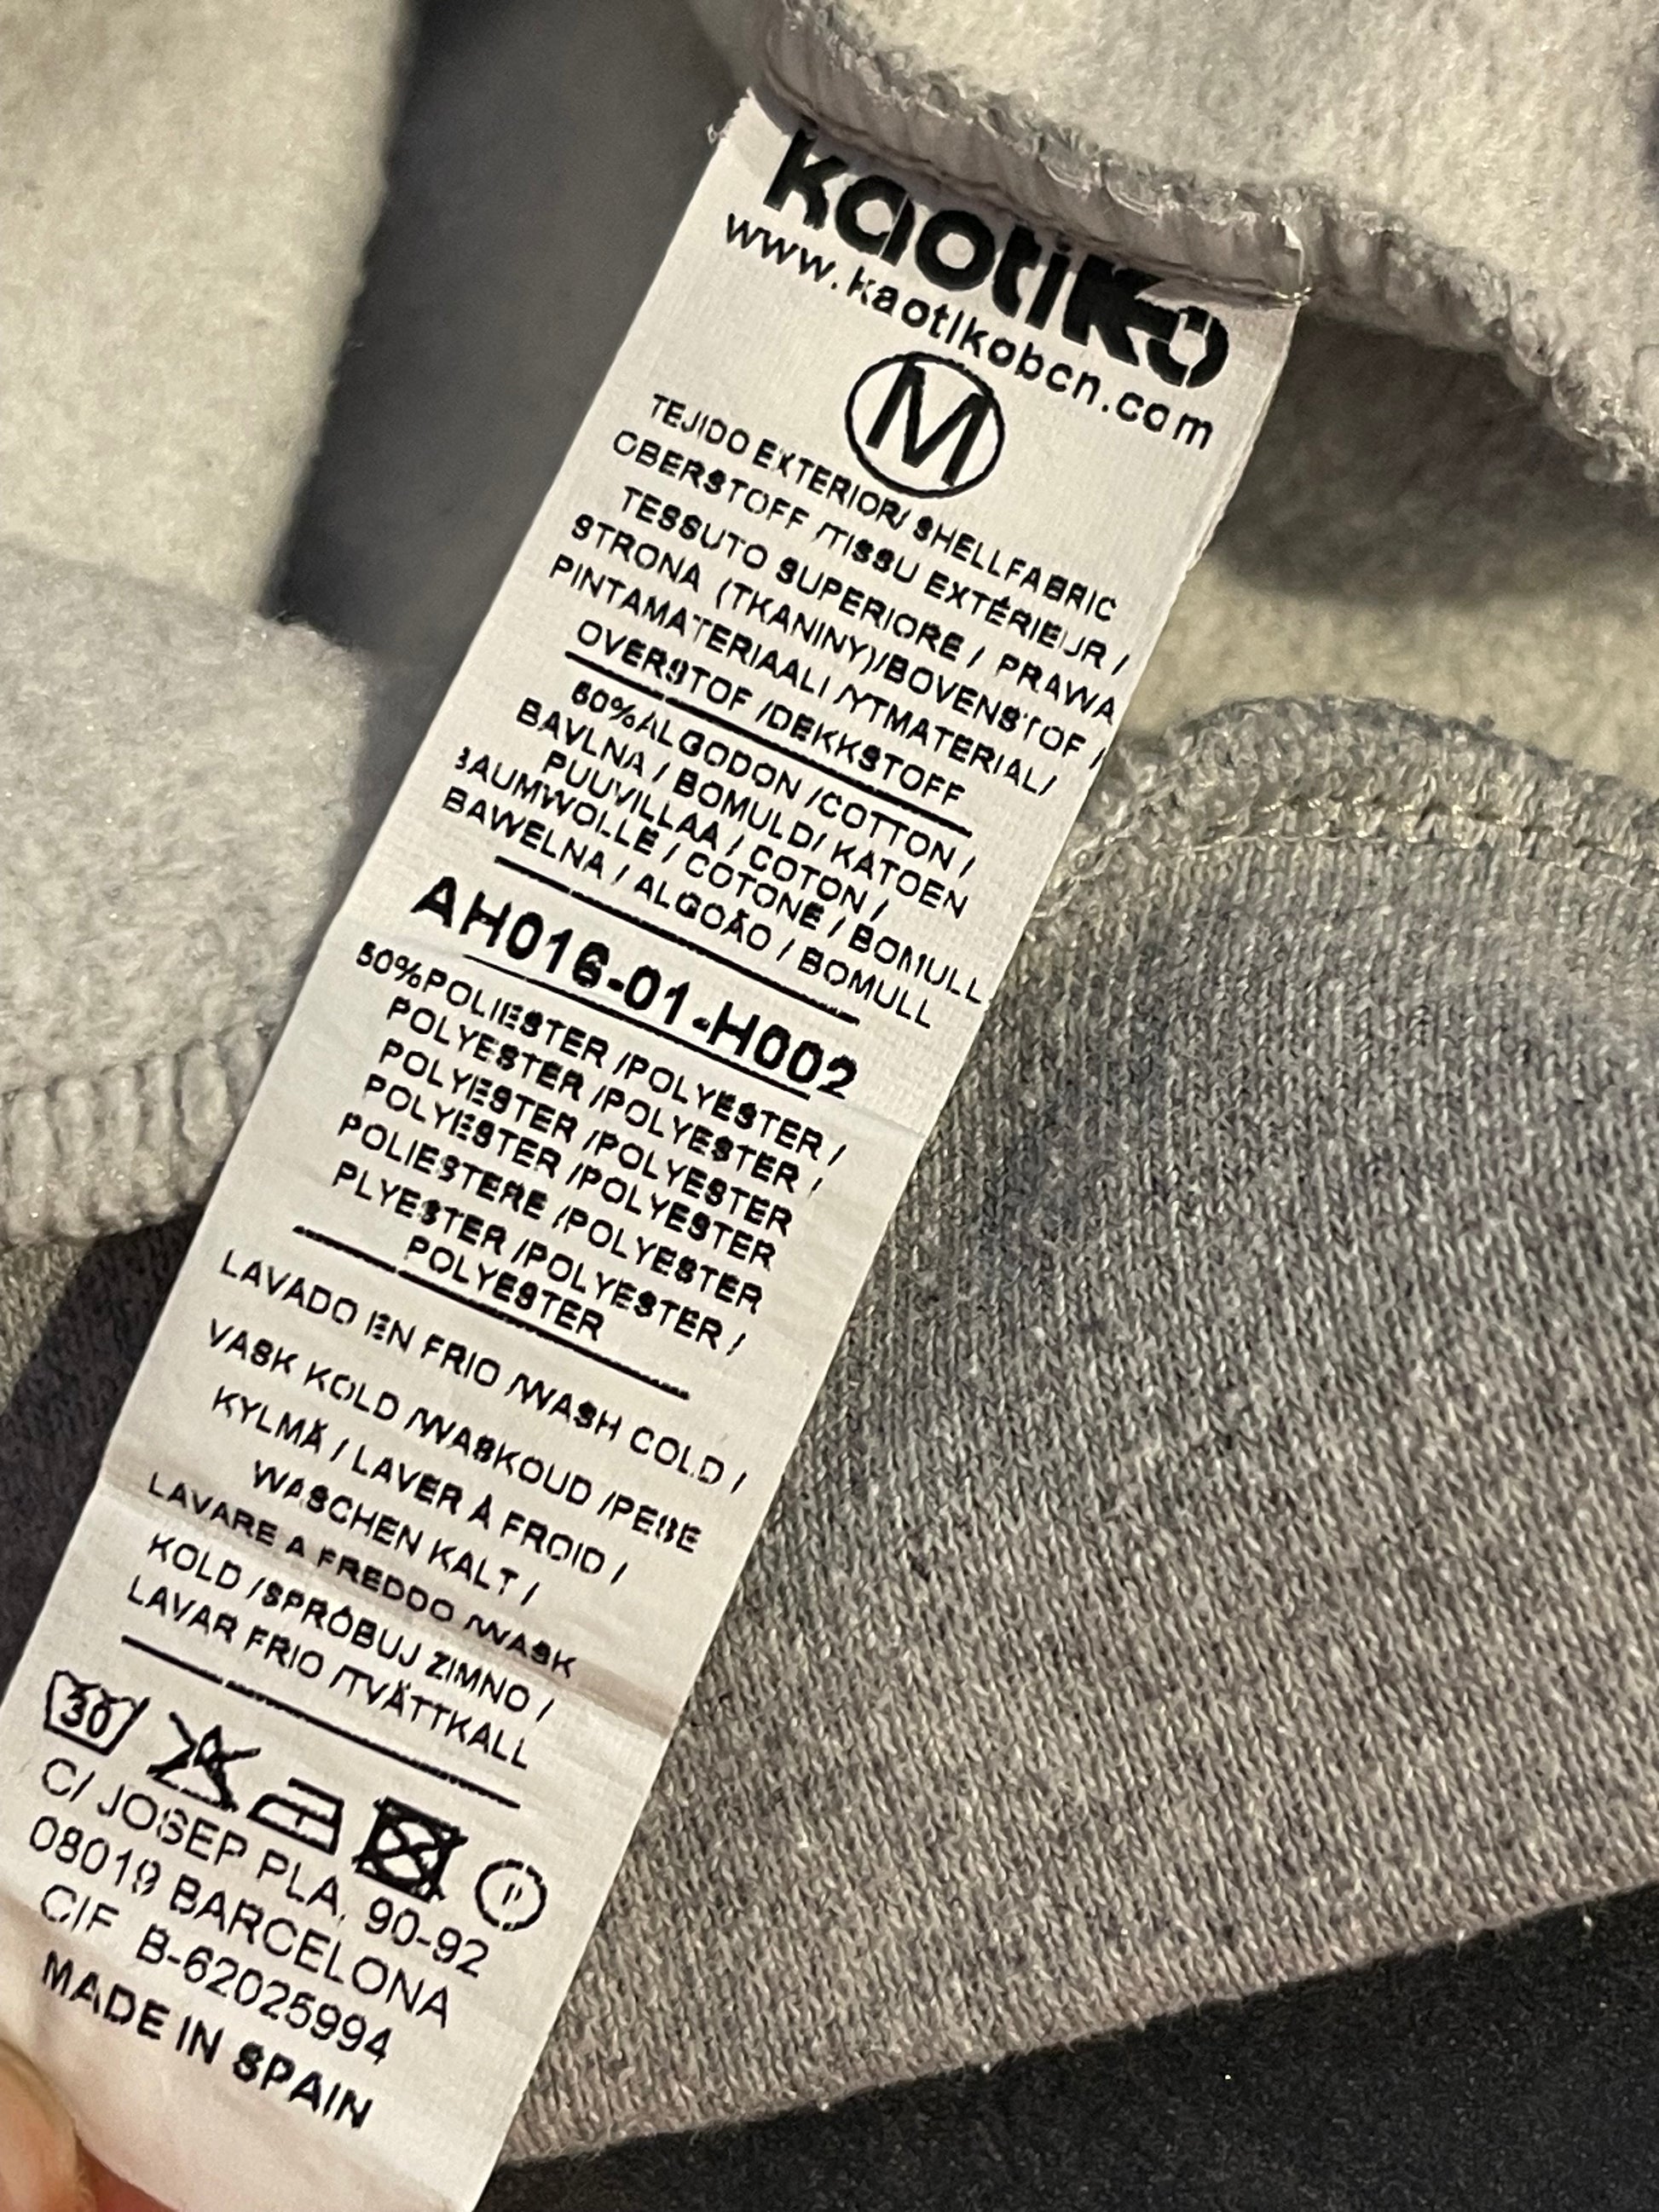 kaotiko
www.kaotikobcn.com
M
TEJIDO EXTERIOR/ SHELLFABRIC
OBERSTOFF /TISSU EXTÉRIEUR /
TESSUTO SUPERIORE / PRAWA
STRONA (TKANINY)/BOVENSTOF /
PINTAMATERIAALI /YTMATERIAL/
OVERSTOF /DEKKSTOFF
50%ALGODON /COTTON /
BAVLNA / BOMULD/ KATOEN
PUUVILLAA / COTON /
BAUMWOLLE / COTONE / BOMULL
BAWELNA / ALGOÃO / BOMULL
AH016-01-H002
50%POLIESTER /POLYESTER /
POLYESTER /POLYESTER /
POLYESTER /POLYESTER
POLYESTER /POLYESTER
POLIESTERE /POLYESTER
PLYESTER /POLYESTER /
POLYESTER
LAVADO EN FRIO /WASH COLD /
VASK KOLD /WASKOUD /PESE
KYLMÄ / LAVER À FROID /
WASCHEN KALT /
LAVARE A FREDDO /WASK
KOLD /SPRÓBUJ ZIMNO /
LAVAR FRIO /TVÄTTKALL
30 P
C/ JOSEP PLA, 90-92
08019 BARCELONA
CIF B-62025994
MADE IN SPAIN